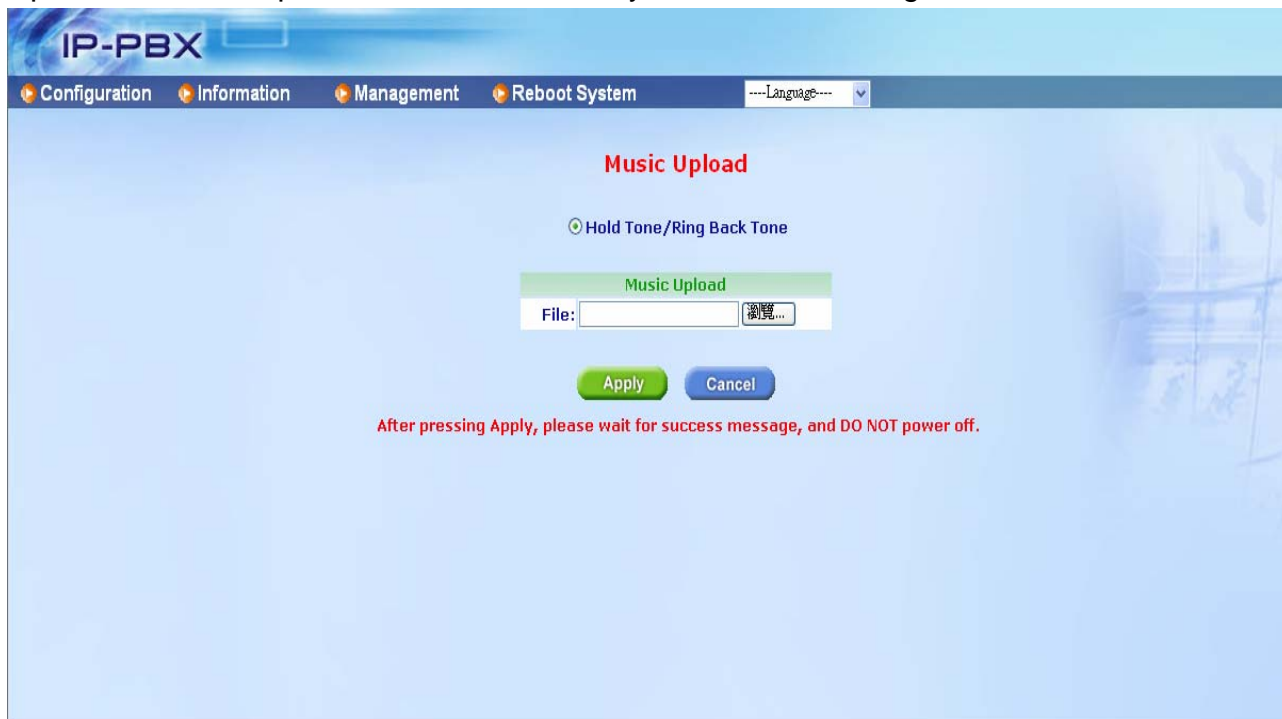 IP-PBX
Configuration Information Management Reboot System ----Language----
Music Upload
Hold Tone/Ring Back Tone
Music Upload
File: 瀏覽...
Apply Cancel
After pressing Apply, please wait for success message, and DO NOT power off.